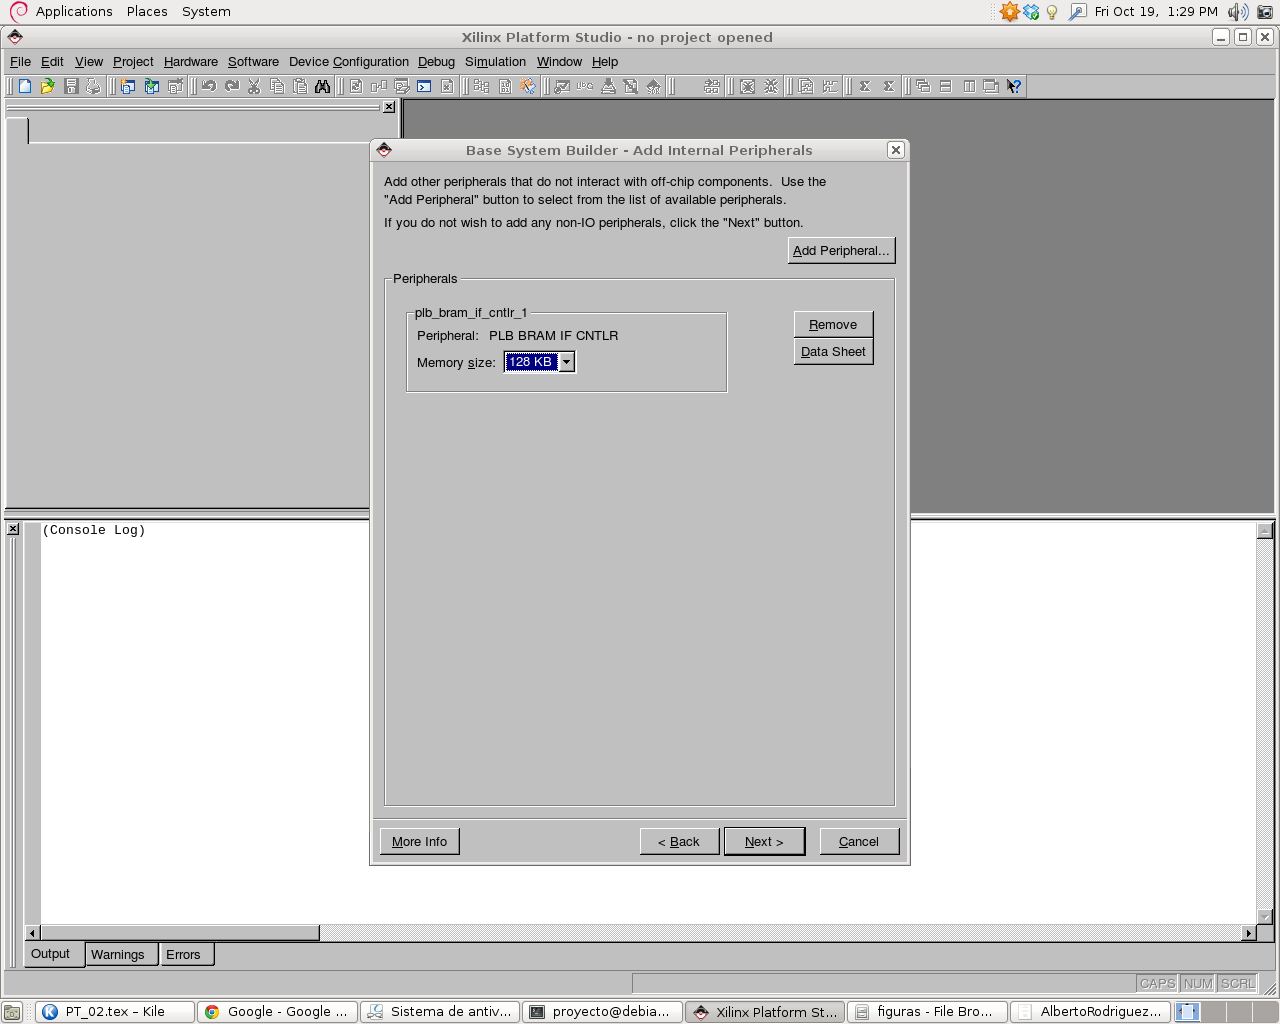 Applications Places System Fri Oct 19, 1:29 PM
Xilinx Platform Studio - no project opened
File Edit View Project Hardware Software Device Configuration Debug Simulation Window Help
Base System Builder - Add Internal Peripherals
Add other peripherals that do not interact with off-chip components. Use the
"Add Peripheral" button to select from the list of available peripherals.
If you do not wish to add any non-IO peripherals, click the "Next" button.
Add Peripheral...
Peripherals
plb_bram_if_cntlr_1
Peripheral: PLB BRAM IF CNTLR
Remove
Memory size: 128 KB
Data Sheet
(Console Log)
More Info < Back Next > Cancel
Output Warnings Errors
CAPS NUM SCRL
PT_02.tex – Kile Google - Google ... Sistema de antiv... proyecto@debia... Xilinx Platform St... figuras - File Bro... AlbertoRodriguez...